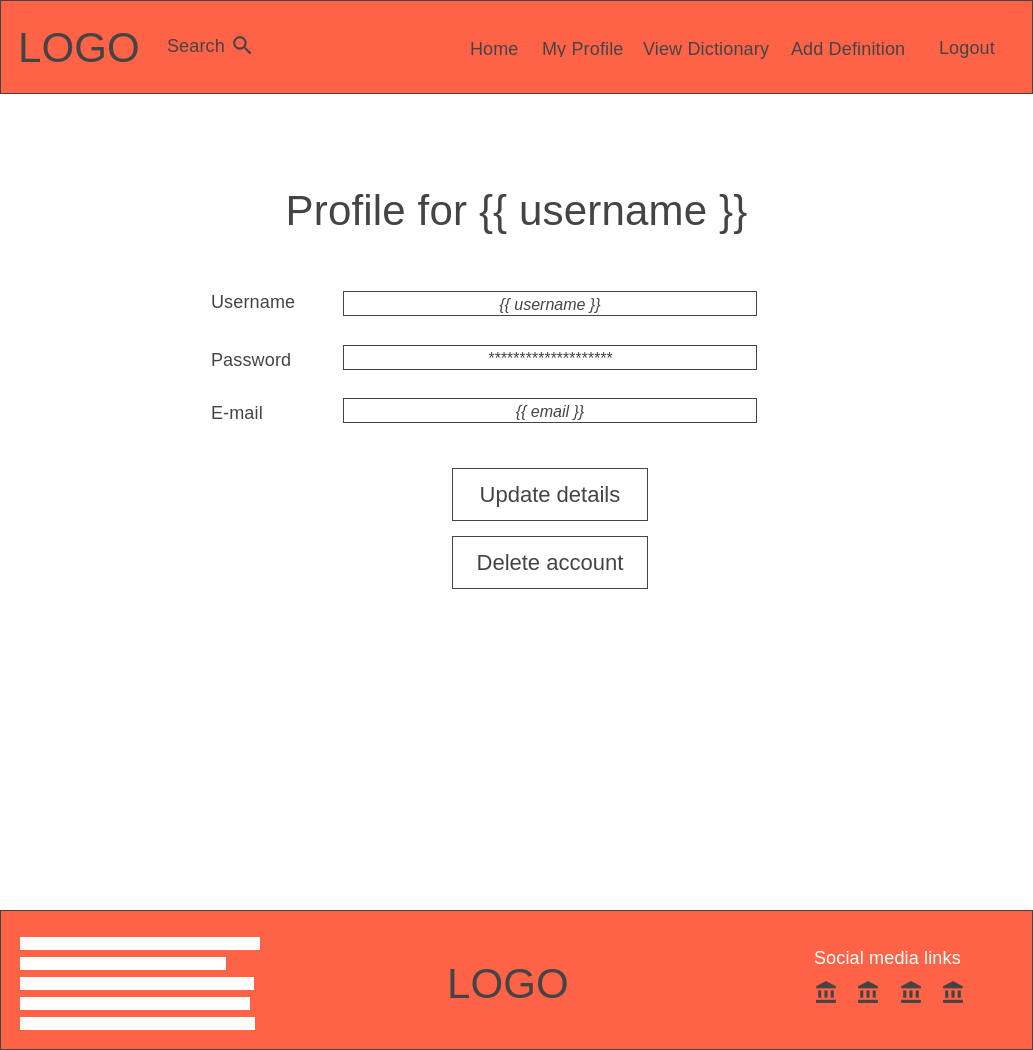 LOGO Search Home My Profile View Dictionary Add Definition Logout
Profile for {{ username }}
Username {{ username }}
Password ********************
E-mail {{ email }}
Update details
Delete account
Social media links
LOGO